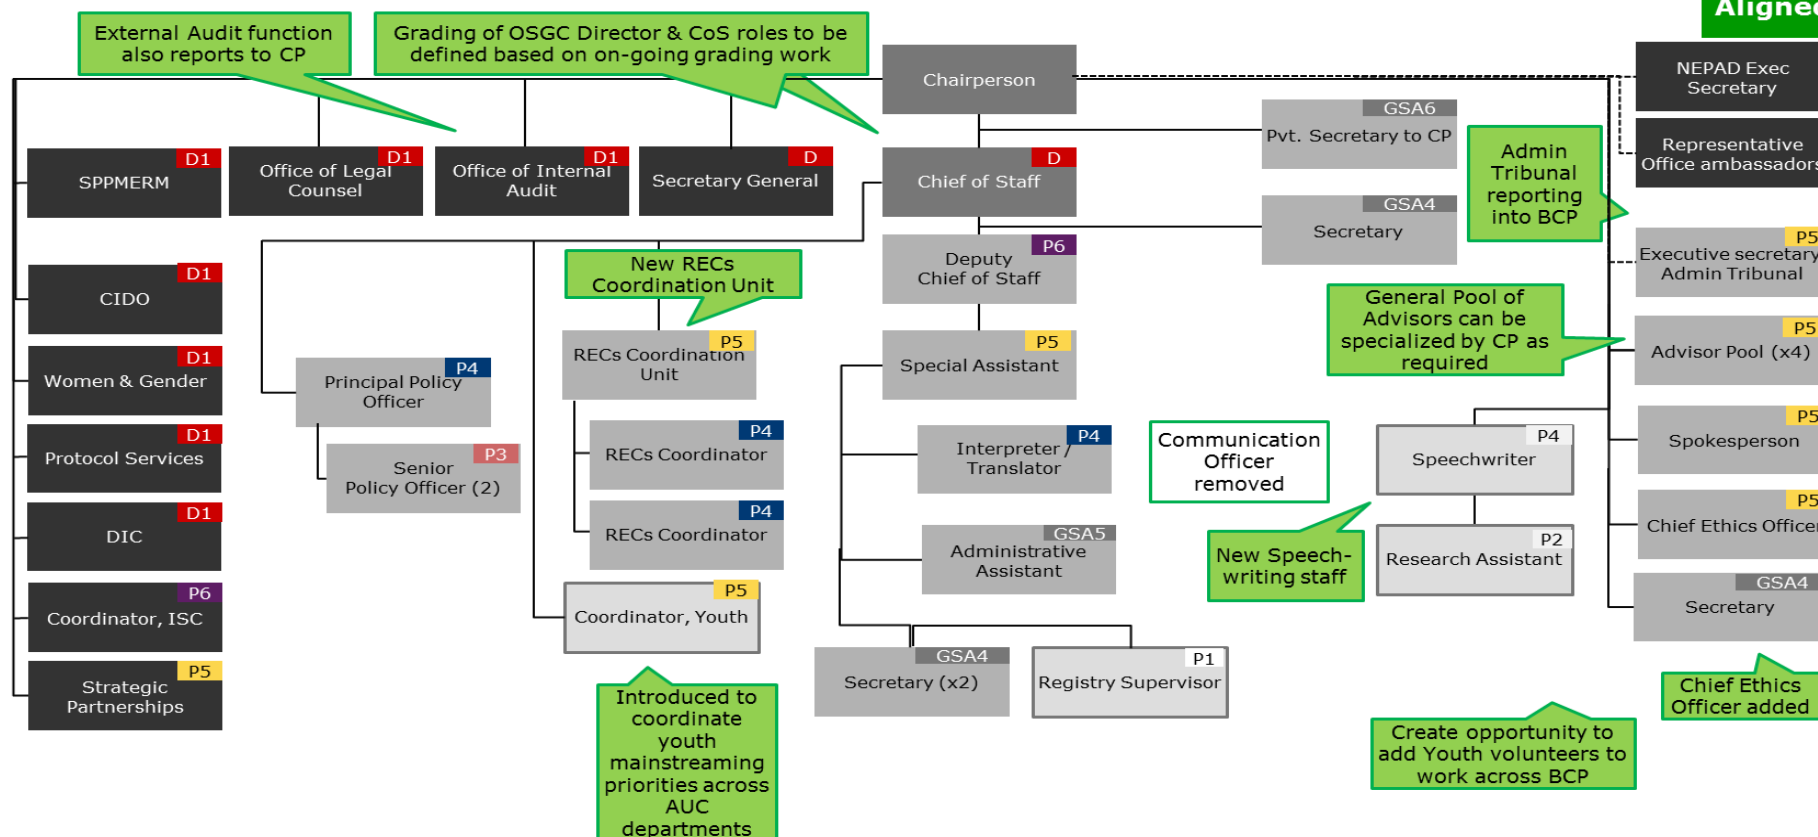 Aligned
External Audit function
also reports to CP
Grading of OSGC Director & CoS roles to be
defined based on on-going grading work
Chairperson
NEPAD Exec
Secretary
GSA6
Pvt. Secretary to CP
Representative
Office ambassadors
Admin
Tribunal
reporting
into BCP
D1
SPPMERM
D1
Office of Legal
Counsel
D1
Office of Internal
Audit
D
Secretary General
D
Chief of Staff
GSA4
Secretary
P6
Deputy
Chief of Staff
P5
Executive secretary
Admin Tribunal
New RECs
Coordination Unit
D1
CIDO
General Pool of
Advisors can be
specialized by CP as
required
P5
Advisor Pool (x4)
D1
Women & Gender
P4
Principal Policy
Officer
P5
RECs Coordination
Unit
P5
Special Assistant
D1
Protocol Services
P3
Senior
Policy Officer (2)
P4
RECs Coordinator
P4
Interpreter /
Translator
Communication
Officer
removed
P4
Speechwriter
P5
Spokesperson
D1
DIC
P4
RECs Coordinator
GSA5
Administrative
Assistant
New Speech-
writing staff
P2
Research Assistant
P5
Chief Ethics Officer
P6
Coordinator, ISC
P5
Coordinator, Youth
GSA4
Secretary
P5
Strategic
Partnerships
Introduced to
coordinate
youth
mainstreaming
priorities across
AUC
departments
GSA4
Secretary (x2)
P1
Registry Supervisor
Chief Ethics
Officer added
Create opportunity to
add Youth volunteers to
work across BCP